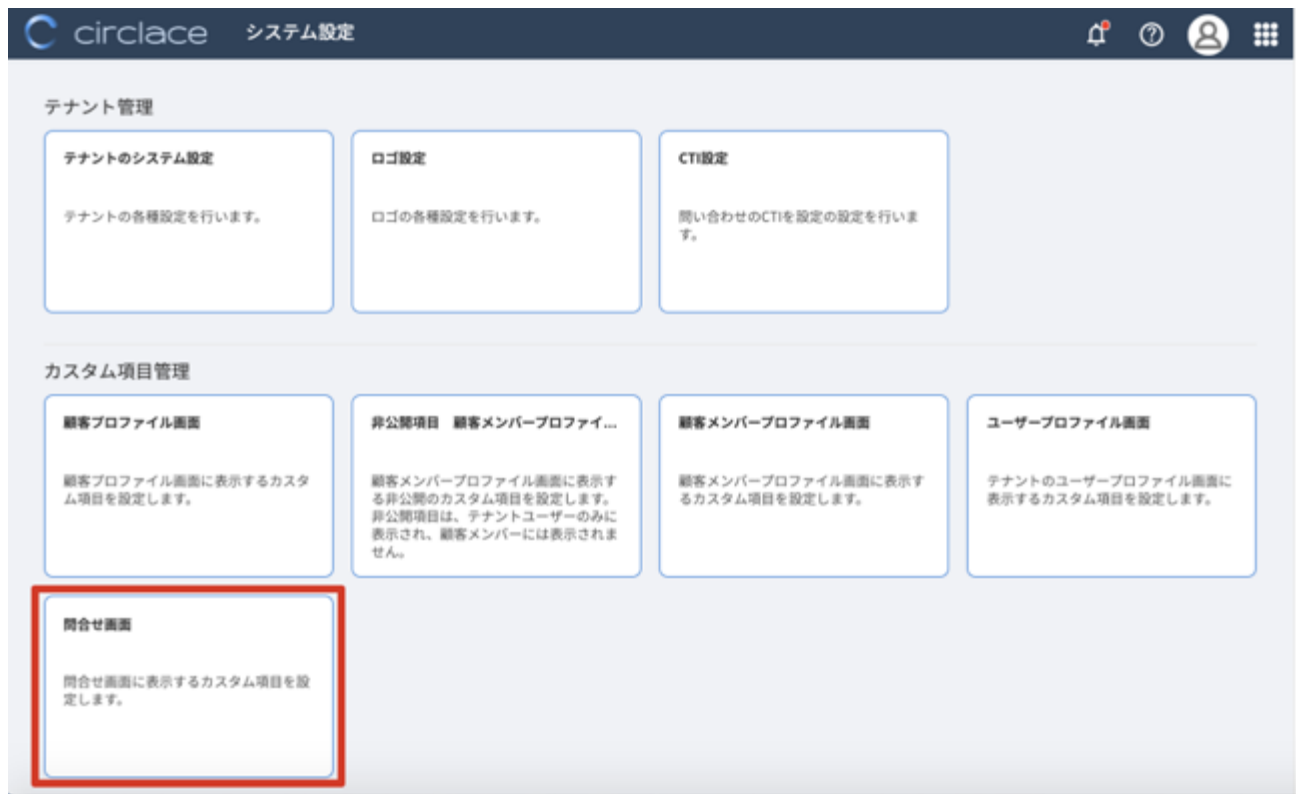 circlace システム設定
テナント管理
テナントのシステム設定
テナントの各種設定を行います。
ロゴ設定
ロゴの各種設定を行います。
CTI設定
問い合わせのCTIを設定の設定を行いま
す。
カスタム項目管理
顧客プロファイル画面
顧客プロファイル画面に表示するカスタ
ム項目を設定します。
非公開項目　顧客メンバープロファイ...
顧客メンバープロファイル画面に表示す
る非公開のカスタム項目を設定します。
非公開項目は、テナントユーザーのみに
表示され、顧客メンバーには表示されま
せん。
顧客メンバープロファイル画面
顧客メンバープロファイル画面に表示す
るカスタム項目を設定します。
ユーザープロファイル画面
テナントのユーザープロファイル画面に
表示するカスタム項目を設定します。
問合せ画面
問合せ画面に表示するカスタム項目を設
定します。